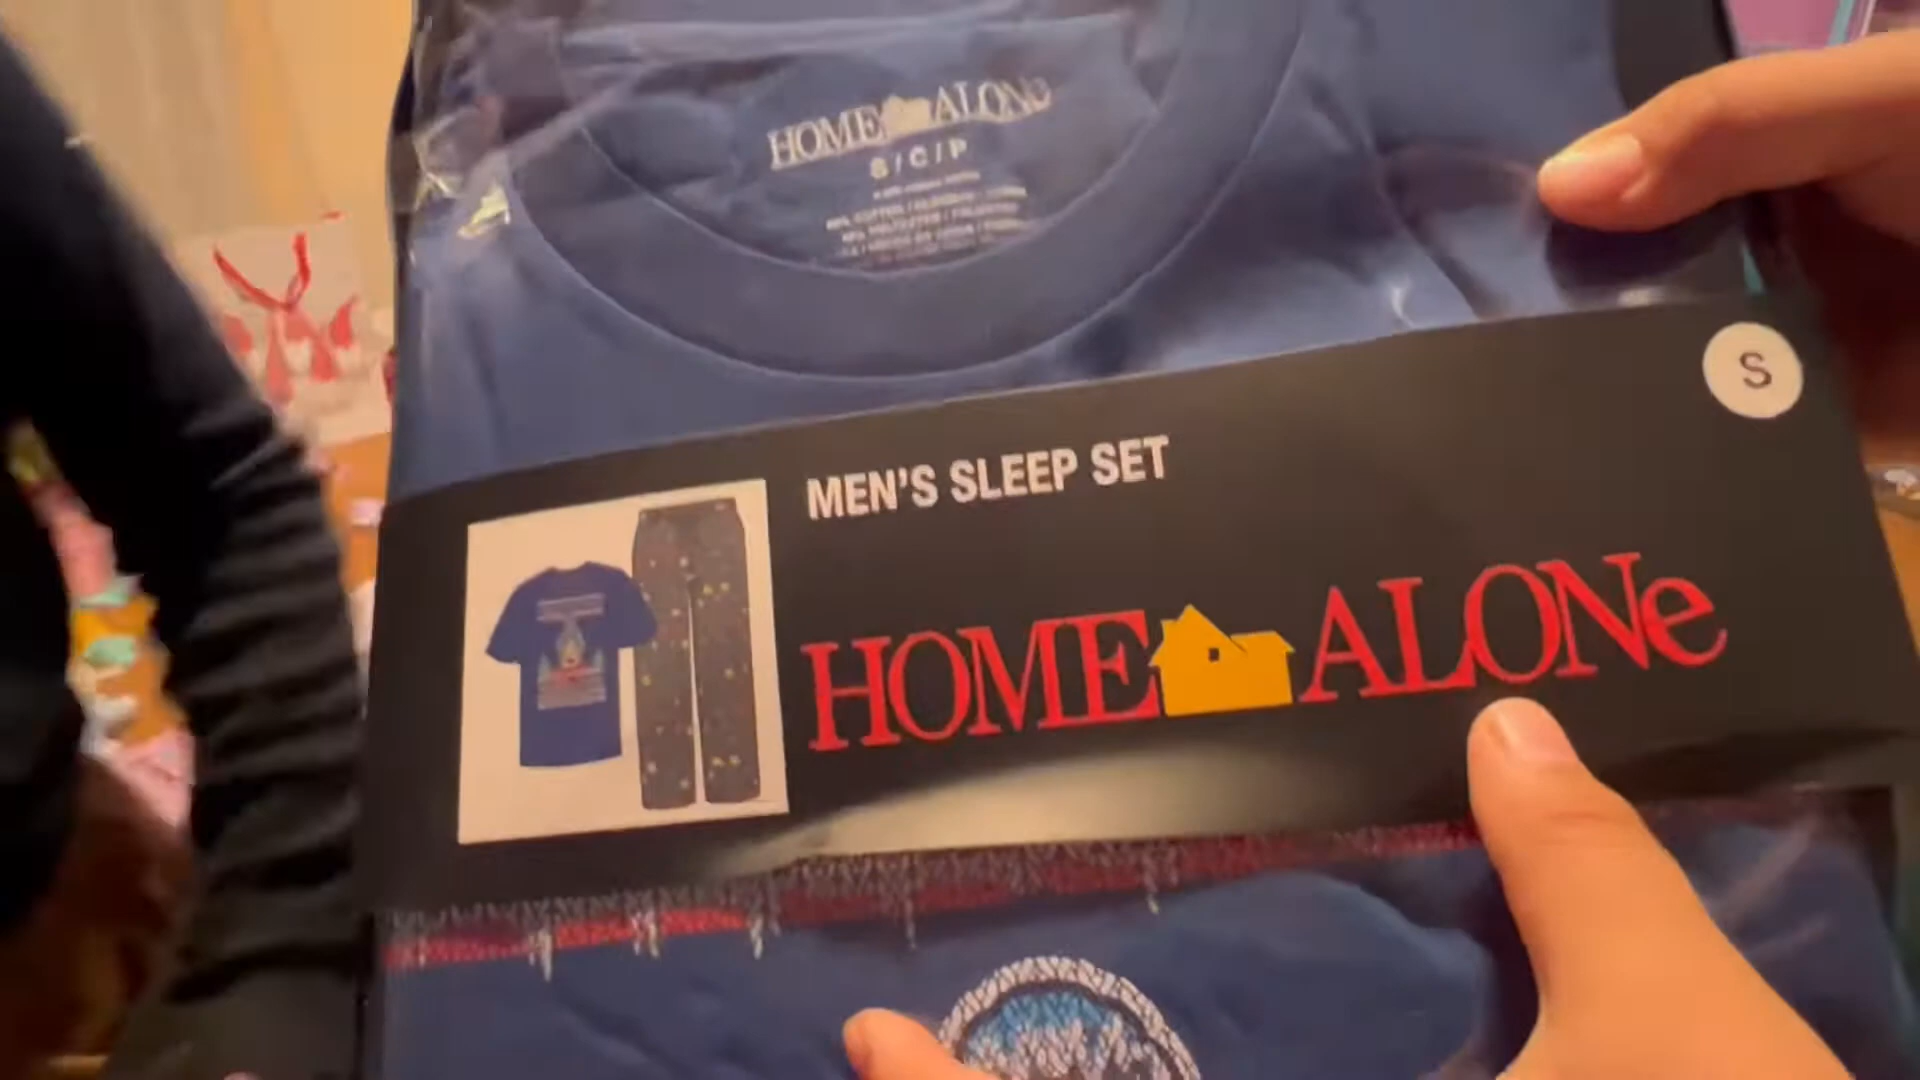 HOME ALONe
S / C / P
S
MEN'S SLEEP SET
HOME ALONe